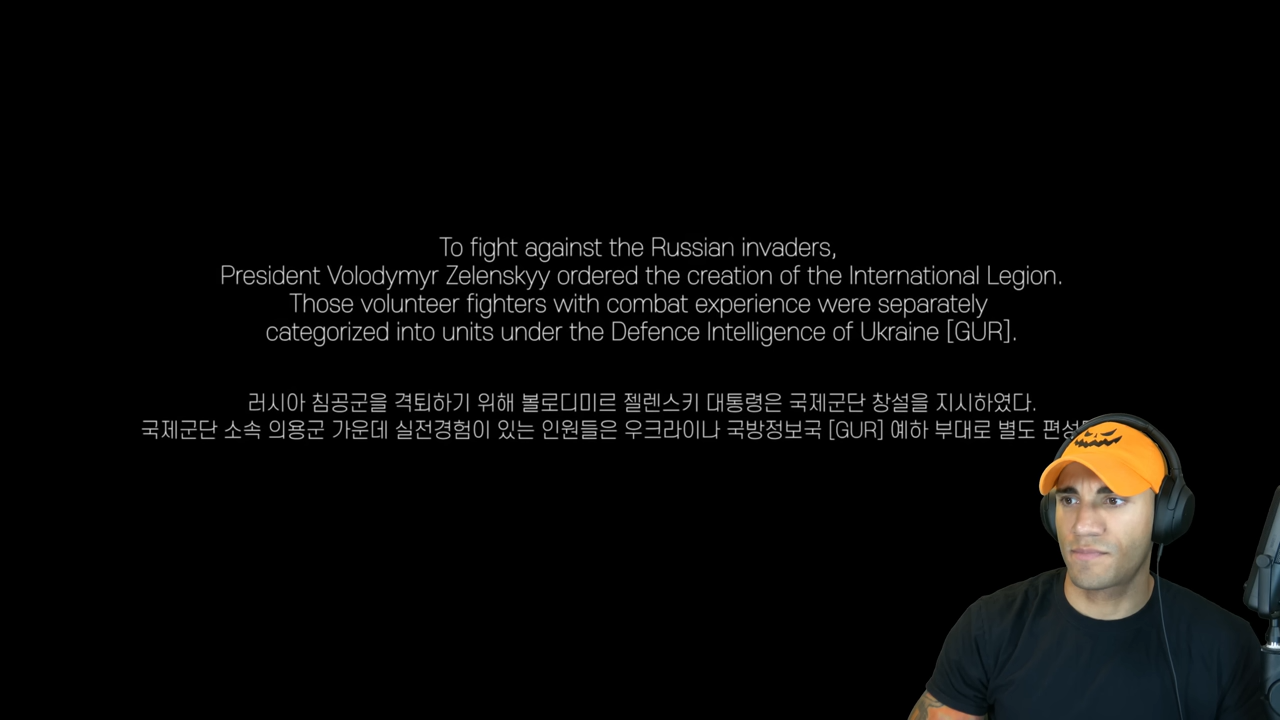 To fight against the Russian invaders,
President Volodymyr Zelenskyy ordered the creation of the International Legion.
Those volunteer fighters with combat experience were separately
categorized into units under the Defence Intelligence of Ukraine [GUR].
러시아 침공군을 격퇴하기 위해 볼로디미르 젤렌스키 대통령은 국제군단 창설을 지시하였다.
국제군단 소속 의용군 가운데 실전경험이 있는 인원들은 우크라이나 국방정보국 [GUR] 예하 부대로 별도